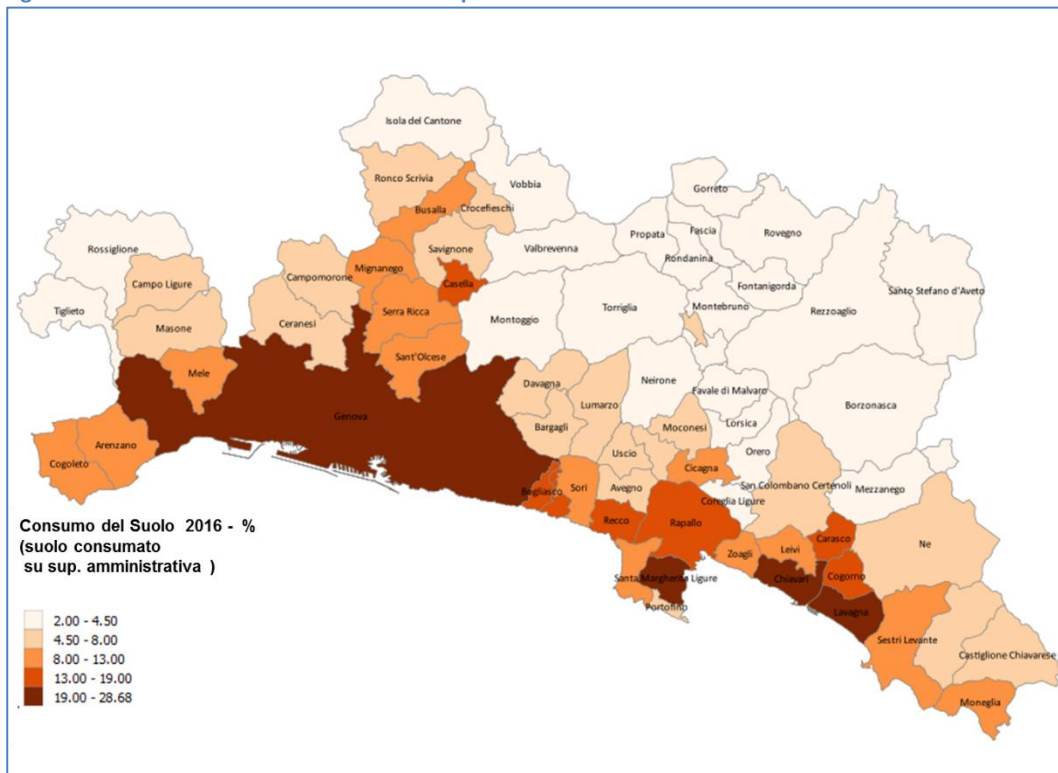 Isola del Cantone
Ronco Scrivia
Vobbia
Gorreto
Busalla
Crocefieschi
Fascia
Rovegno
Propata
Rossiglione
Savignone
Valbrevenna
Rondanina
Mignanego
Campomorone
Campo Ligure
Casella
Fontanigorda
Santo Stefano d'Aveto
Tiglieto
Serra Ricca
Montoggio
Torriglia
Montebruno
Rezzoaglio
Masone
Ceranesi
Sant'Olcese
Mele
Neirone
Davagna
Favale di Malvaro
Lumarzo
Borzonasca
Genova
Bargagli
Moconesi
Lorsica
Arenzano
Uscio
Orero
Cogoleto
Cicagna
Bogliasco
Sori
Avegno
San Colombano Certenoli
Mezzanego
Coreglia Ligure
Recco
Rapallo
Carasco
Ne
Zoagli
Leivi
Cogorno
Santa Margherita Ligure
Chiavari
Portofino
Lavagna
Sestri Levante
Castiglione Chiavarese
Moneglia
Consumo del Suolo 2016 - %
(suolo consumato
su sup. amministrativa )
2.00 - 4.50
4.50 - 8.00
8.00 - 13.00
13.00 - 19.00
19.00 - 28.68